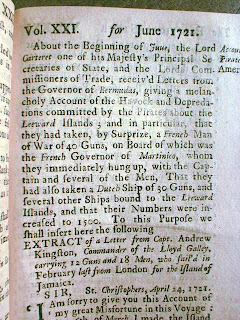 Vol. XXI. for June 1721.
About the Beginning of June, the Lord
Carteret one of his Majesty's Principal Se-
cretaries of State, and the Lords Com-
missioners of Trade, receiv'd Letters from
the Governor of Bermudas, giving a melan-
choly Account of the Havock and Depreda-
tions committed by the Pirates about the
Leeward Islands; and in particular, that
they had taken, by Surprize, a French Man
of War of 40 Guns, on Board of which was
the French Governor of Martinico, whom
they immediately hung up, with the Cap-
tain and several of the Men, That they
had also taken a Dutch Ship of 30 Guns, and
several other Ships bound to the Leeward
Islands, and that their Numbers were in-
creased to 1500. To this Purpose we
shall insert here the following
EXTRACT of a Letter from Capt. Andrew
Kingston, Commander of the Lloyd Galley,
carrying 12 Guns and 18 Men, who sail'd in
February last from London for the Island of
Jamaica.
SIR, St. Christophers, April 24, 1721.
I Am sorry to give you this Account of
my great Misfortune in this Voyage:
of March I made the Island
Accou
Pirates
Amer